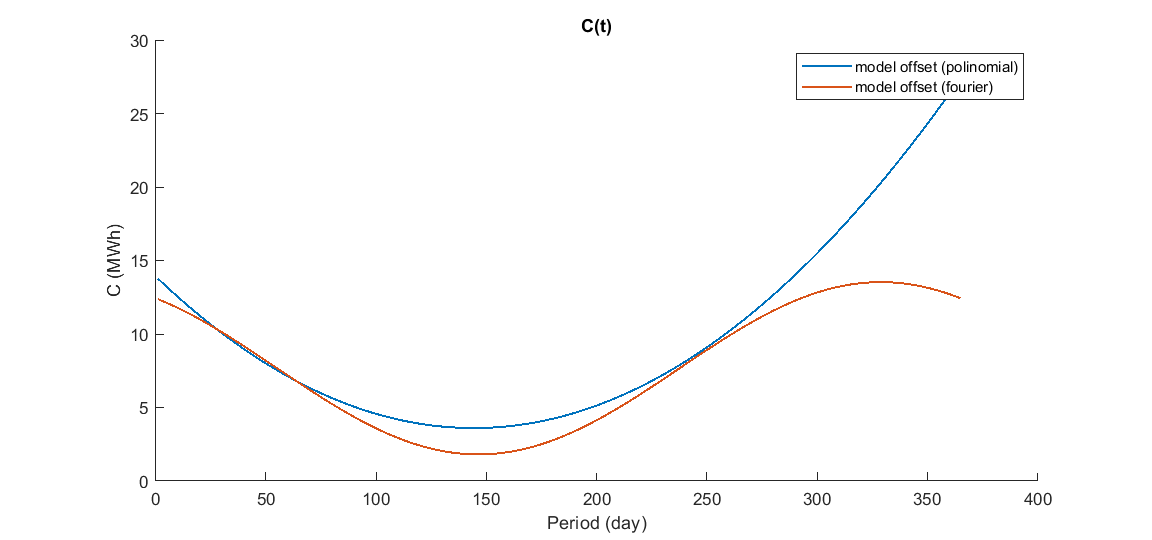 C(t)
30
25
20
15
10
5
0
C (MWh)
model offset (polinomial)
model offset (fourier)
0 50 100 150 200 250 300 350 400
Period (day)